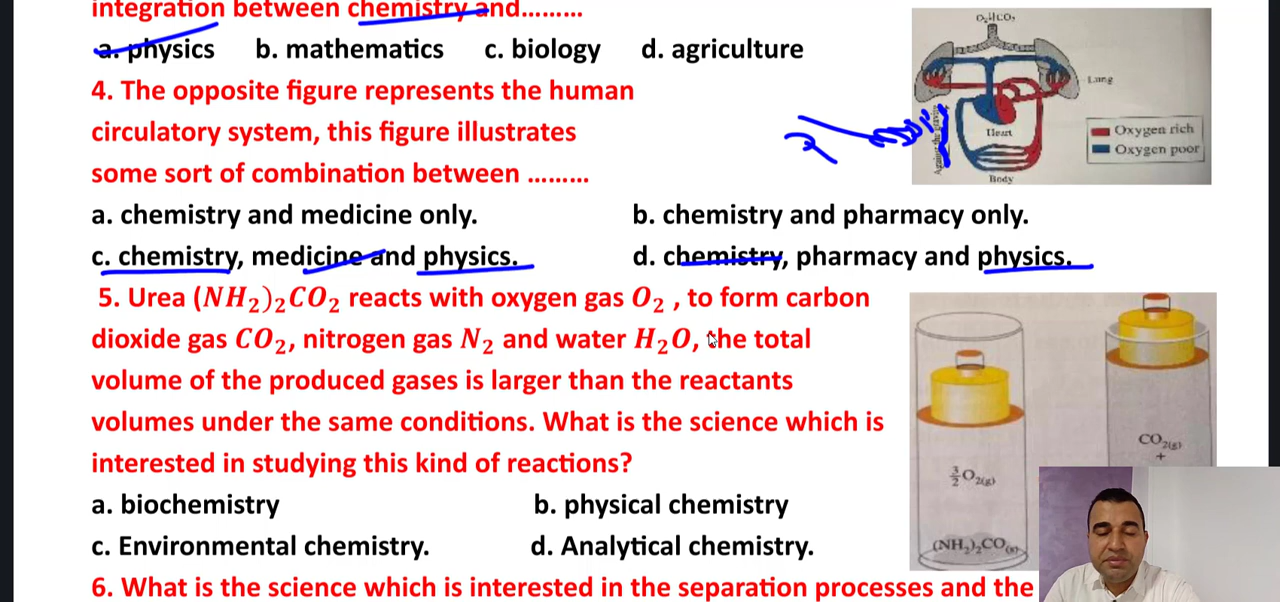 integration between chemistry and.........
a. physics b. mathematics c. biology d. agriculture
4. The opposite figure represents the human
circulatory system, this figure illustrates
some sort of combination between .........
a. chemistry and medicine only. b. chemistry and pharmacy only.
c. chemistry, medicine and physics. d. chemistry, pharmacy and physics.
5. Urea (NH₂)₂CO₂ reacts with oxygen gas O₂ , to form carbon
dioxide gas CO₂, nitrogen gas N₂ and water H₂O, the total
volume of the produced gases is larger than the reactants
volumes under the same conditions. What is the science which is
interested in studying this kind of reactions?
a. biochemistry b. physical chemistry
c. Environmental chemistry. d. Analytical chemistry.
6. What is the science which is interested in the separation processes and the
Lung
Heart
Body
Oxygen rich
Oxygen poor
3/2 O₂(g)
(NH₂)₂CO(s)
CO₂(g)
+